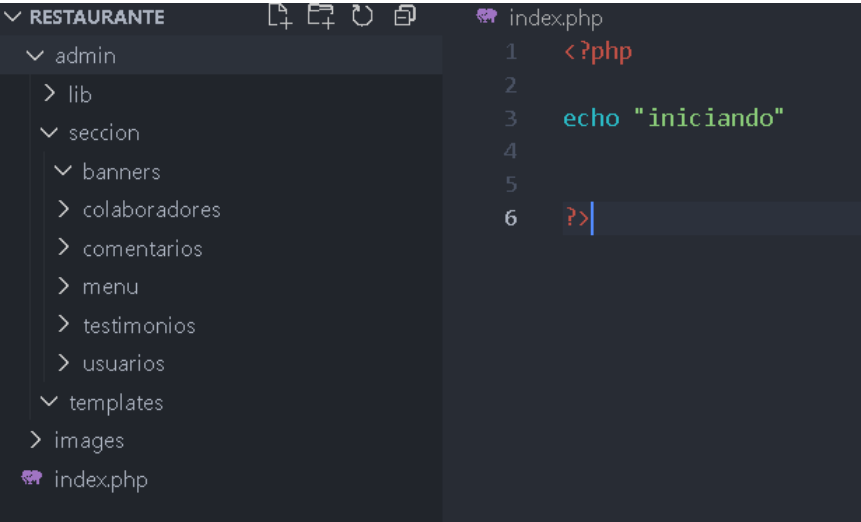 RESTAURANTE
admin
lib
seccion
banners
colaboradores
comentarios
menu
testimonios
usuarios
templates
images
index.php
index.php
1 <?php
2
3 echo "iniciando"
4
5
6 ?>